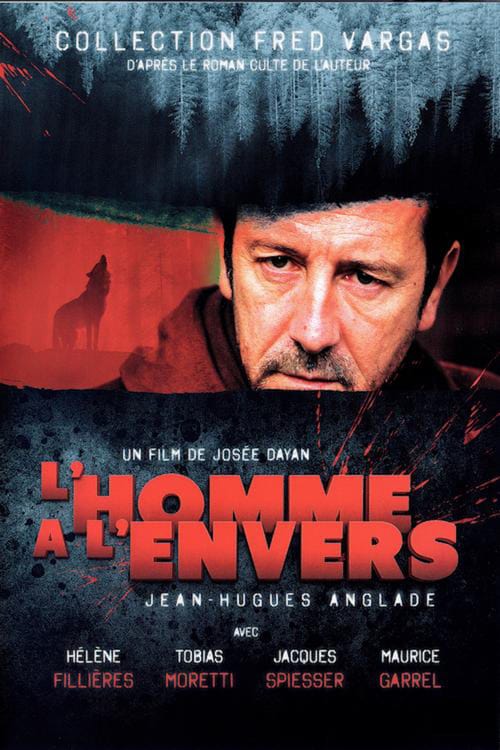 COLLECTION FRED VARGAS
D'APRÈS LE ROMAN CULTE DE L'AUTEUR
UN FILM DE JOSÉE DAYAN
L'HOMME
A L'ENVERS
JEAN-HUGUES ANGLADE
AVEC
HÉLÈNE TOBIAS JACQUES MAURICE
FILLIÈRES MORETTI SPIESSER GARREL